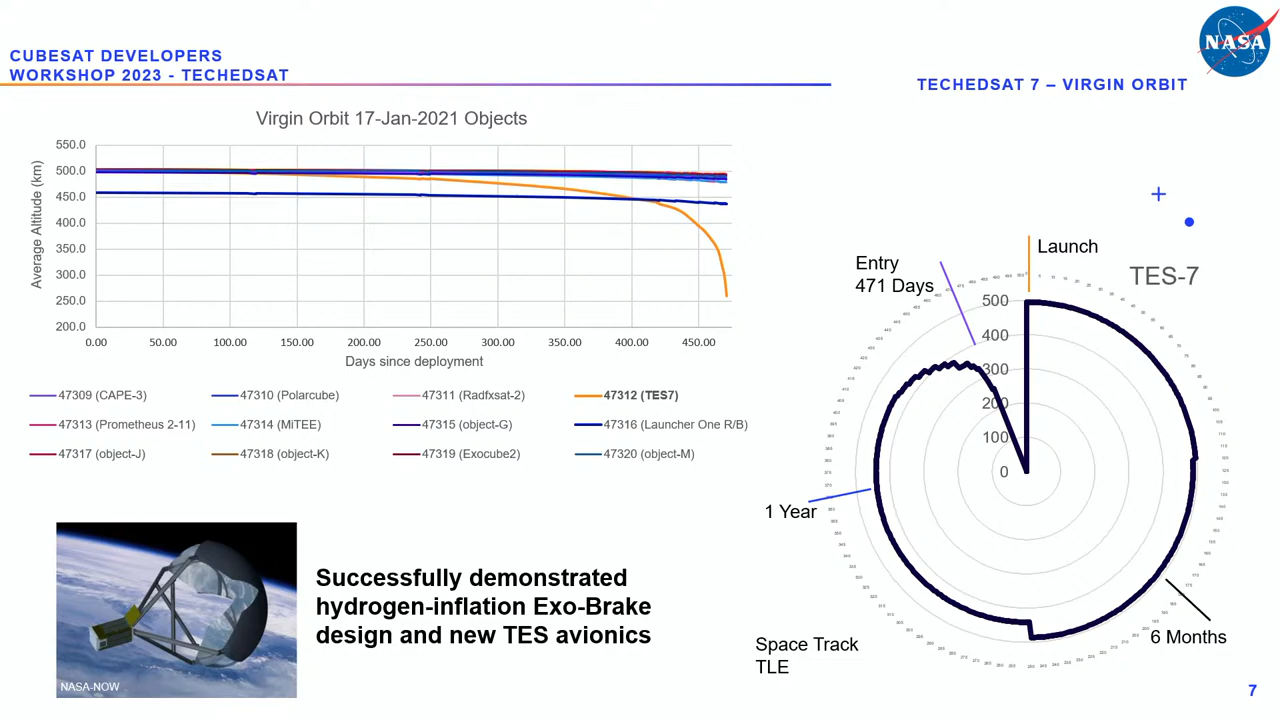 CUBESAT DEVELOPERS
WORKSHOP 2023 - TECHEDSAT
NASA
TECHEDSAT 7 – VIRGIN ORBIT
Virgin Orbit 17-Jan-2021 Objects
Average Altitude (km)
550.0
500.0
450.0
400.0
350.0
300.0
250.0
200.0
0.00 50.00 100.00 150.00 200.00 250.00 300.00 350.00 400.00 450.00
Days since deployment
47309 (CAPE-3) 47310 (Polarcube) 47311 (Radfxsat-2) 47312 (TES7)
47313 (Prometheus 2-11) 47314 (MiTEE) 47315 (object-G) 47316 (Launcher One R/B)
47317 (object-J) 47318 (object-K) 47319 (Exocube2) 47320 (object-M)
NASA-NOW
Successfully demonstrated
hydrogen-inflation Exo-Brake
design and new TES avionics
Launch
TES-7
Entry
471 Days
500
400
300
200
100
0
1 Year
6 Months
Space Track
TLE
7